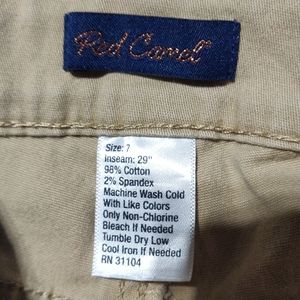 Red Camel
Size: 7
Inseam: 29"
98% Cotton
2% Spandex
Machine Wash Cold
With Like Colors
Only Non-Chlorine
Bleach If Needed
Tumble Dry Low
Cool Iron If Needed
RN 31104